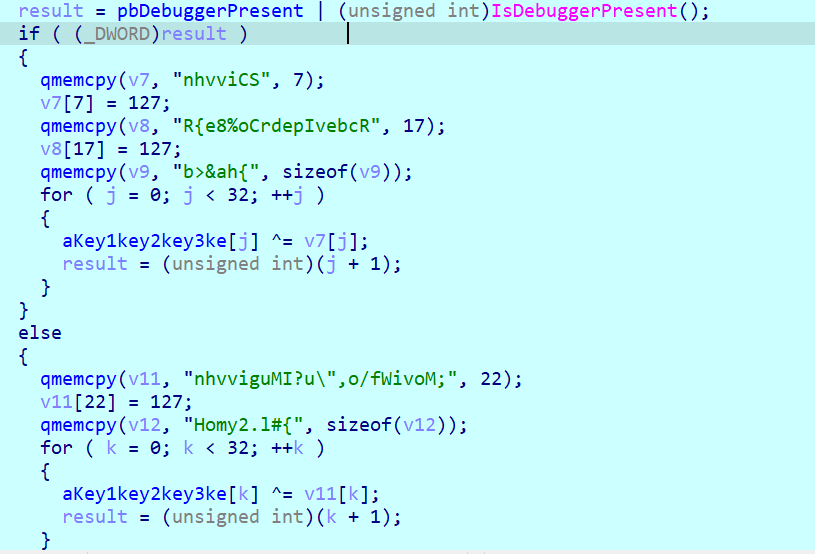 result = pbDebuggerPresent | (unsigned int)IsDebuggerPresent();
if ( (_DWORD)result )
{
qmemcpy(v7, "nhvviCS", 7);
v7[7] = 127;
qmemcpy(v8, "R{e8%oCrdepIvebcR", 17);
v8[17] = 127;
qmemcpy(v9, "b>&ah{", sizeof(v9));
for ( j = 0; j < 32; ++j )
{
aKey1key2key3ke[j] ^= v7[j];
result = (unsigned int)(j + 1);
}
}
else
{
qmemcpy(v11, "nhvviguMI?u\",o/fWivoM;", 22);
v11[22] = 127;
qmemcpy(v12, "Homy2.l#{", sizeof(v12));
for ( k = 0; k < 32; ++k )
{
aKey1key2key3ke[k] ^= v11[k];
result = (unsigned int)(k + 1);
}